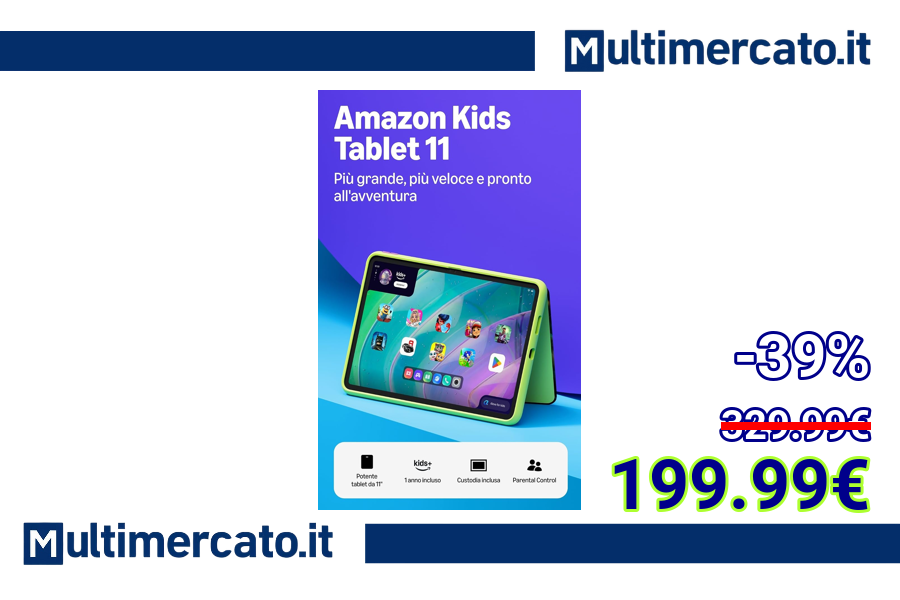 Multimercato.it
Amazon Kids
Tablet 11
Più grande, più veloce e pronto
all'avventura
kids+
-39%
329.99€
199.99€
Potente
tablet da 11"
kids+
1 anno incluso
Custodia inclusa
Parental Control
Multimercato.it